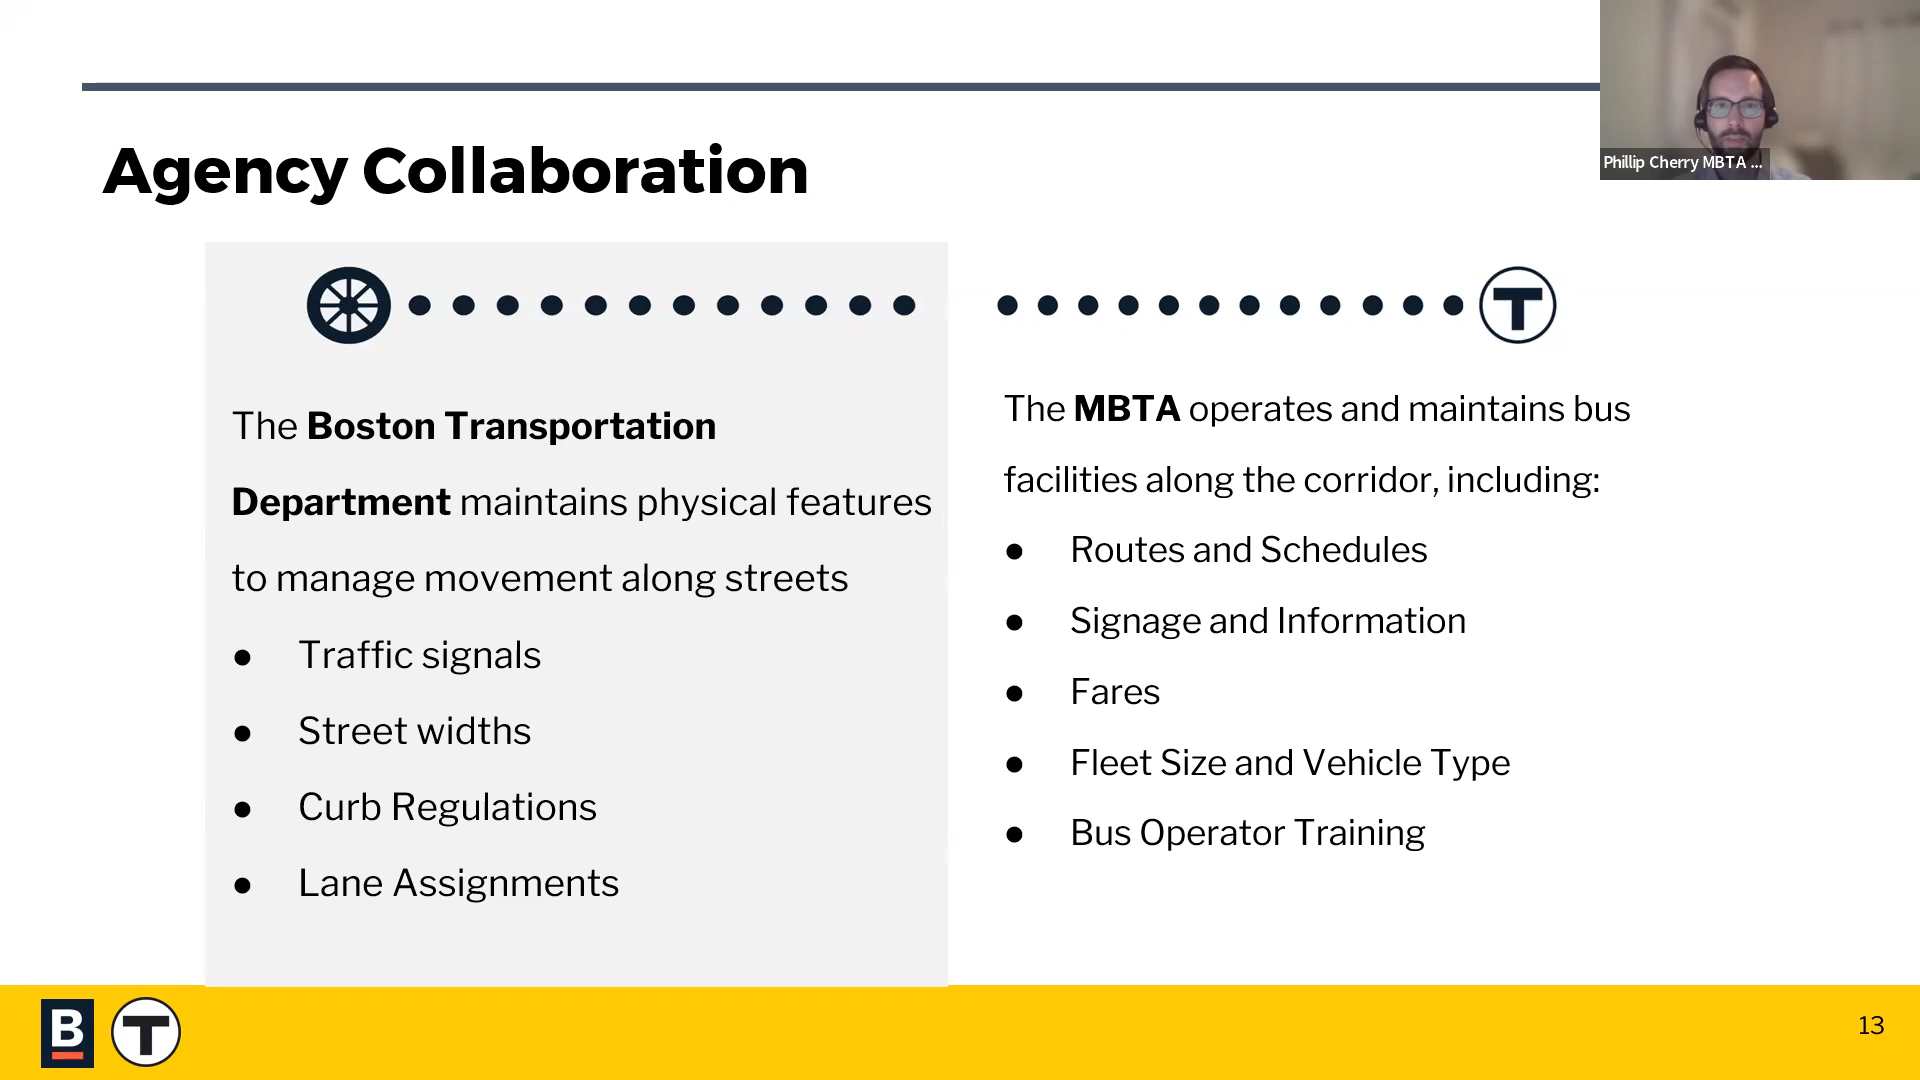 Phillip Cherry MBTA ...
Agency Collaboration
The Boston Transportation
Department maintains physical features
to manage movement along streets
● Traffic signals
● Street widths
● Curb Regulations
● Lane Assignments
T
The MBTA operates and maintains bus
facilities along the corridor, including:
● Routes and Schedules
● Signage and Information
● Fares
● Fleet Size and Vehicle Type
● Bus Operator Training
B T
13